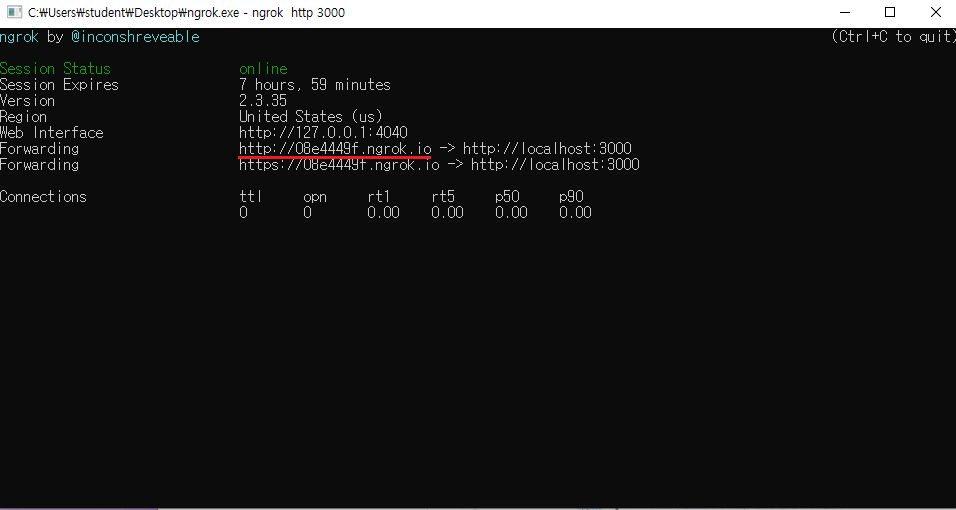 C:₩Users₩student₩Desktop₩ngrok.exe - ngrok  http 3000
ngrok by @inconshreveable (Ctrl+C to quit)
Session Status online
Session Expires 7 hours, 59 minutes
Version 2.3.35
Region United States (us)
Web Interface http://127.0.0.1:4040
Forwarding http://08e4449f.ngrok.io -> http://localhost:3000
Forwarding https://08e4449f.ngrok.io -> http://localhost:3000
Connections ttl opn rt1 rt5 p50 p90
0 0 0.00 0.00 0.00 0.00